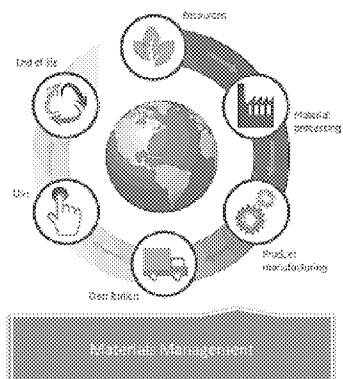 Resources
End of life
Material
processing
Use
Product
manufacturing
Distribution
Materials Management